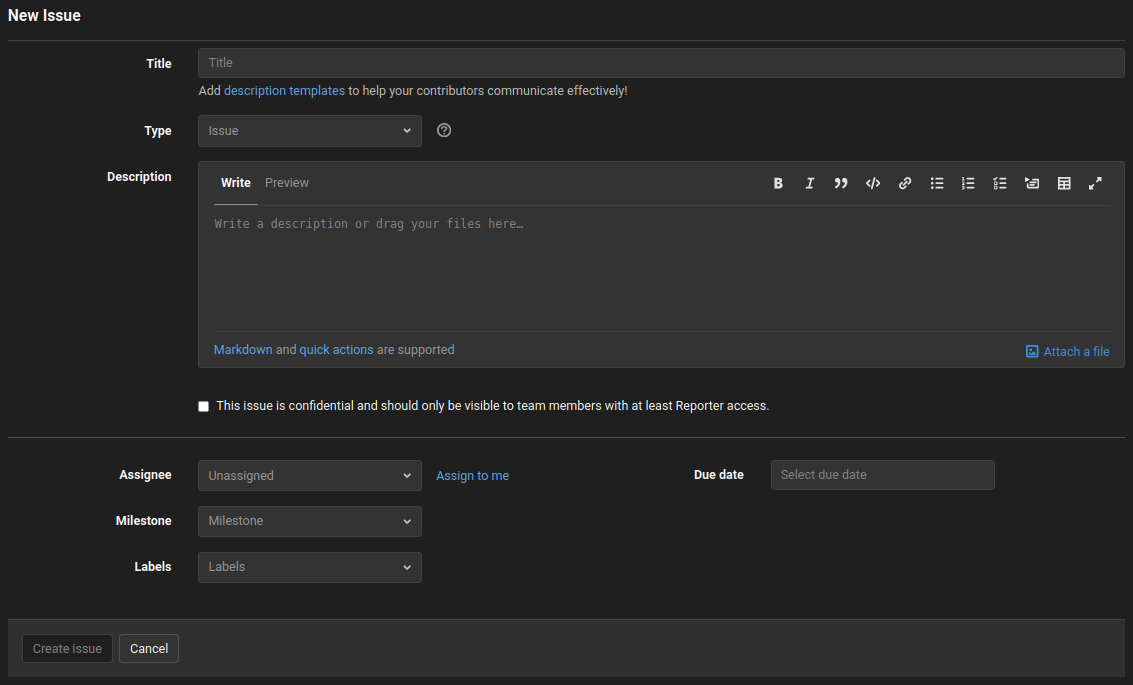 New Issue
Title
Title
Add description templates to help your contributors communicate effectively!
Type
Issue
Description
Write Preview
Write a description or drag your files here…
Markdown and quick actions are supported
Attach a file
This issue is confidential and should only be visible to team members with at least Reporter access.
Assignee
Unassigned
Assign to me
Due date
Select due date
Milestone
Milestone
Labels
Labels
Create issue
Cancel